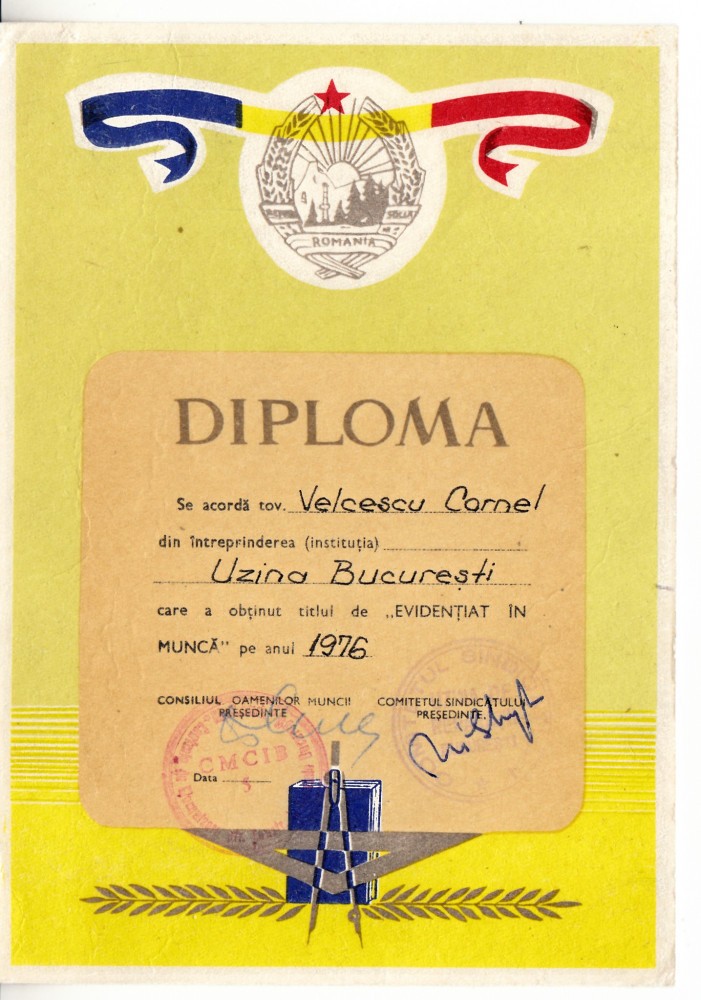 ROMANIA
DIPLOMA
Se acordă tov. Velcescu Cornel
din întreprinderea (instituția)
Uzina București
care a obținut titlul de „EVIDENȚIAT ÎN
MUNCĂ” pe anul 1976
CONSILIUL OAMENILOR MUNCII
PREȘEDINTE
COMITETUL SINDICATULUI
PREȘEDINTE,
CMCIB
5
Data